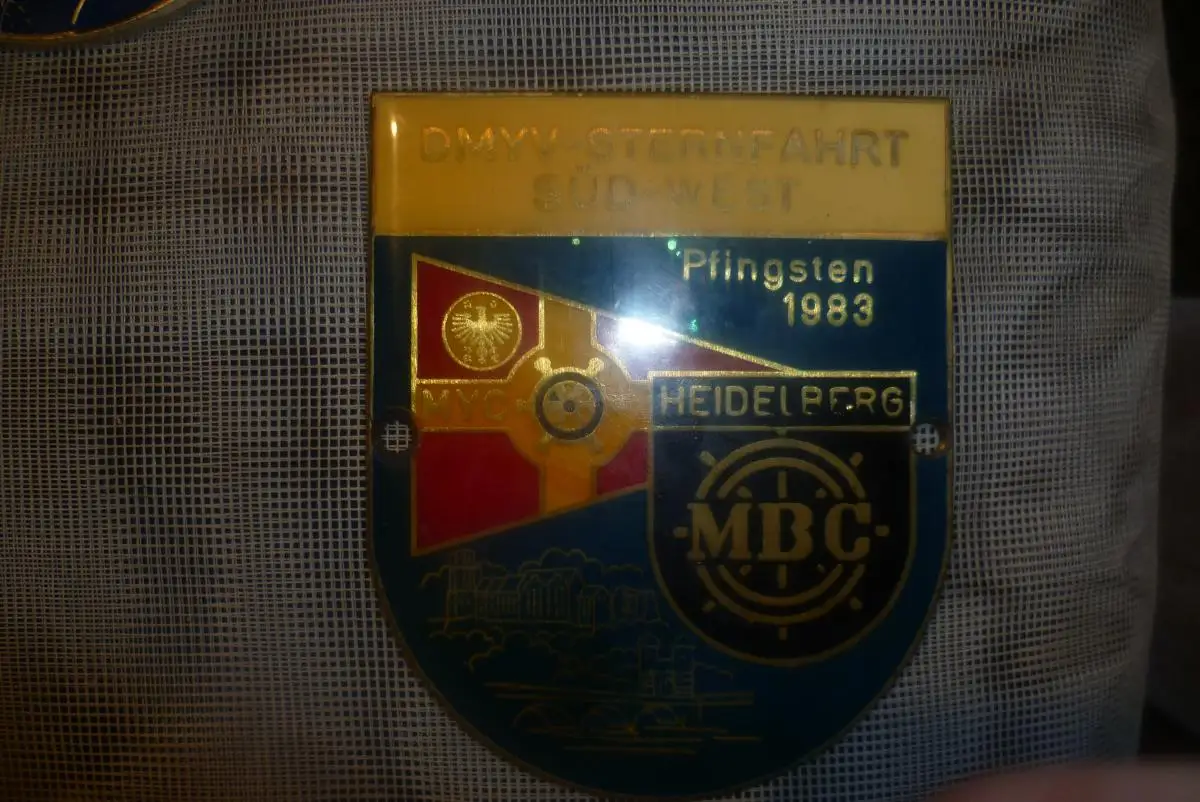 DMYV-STERNFAHRT
SÜD-WEST
Pfingsten
1983
MYC
HEIDELBERG
MBC